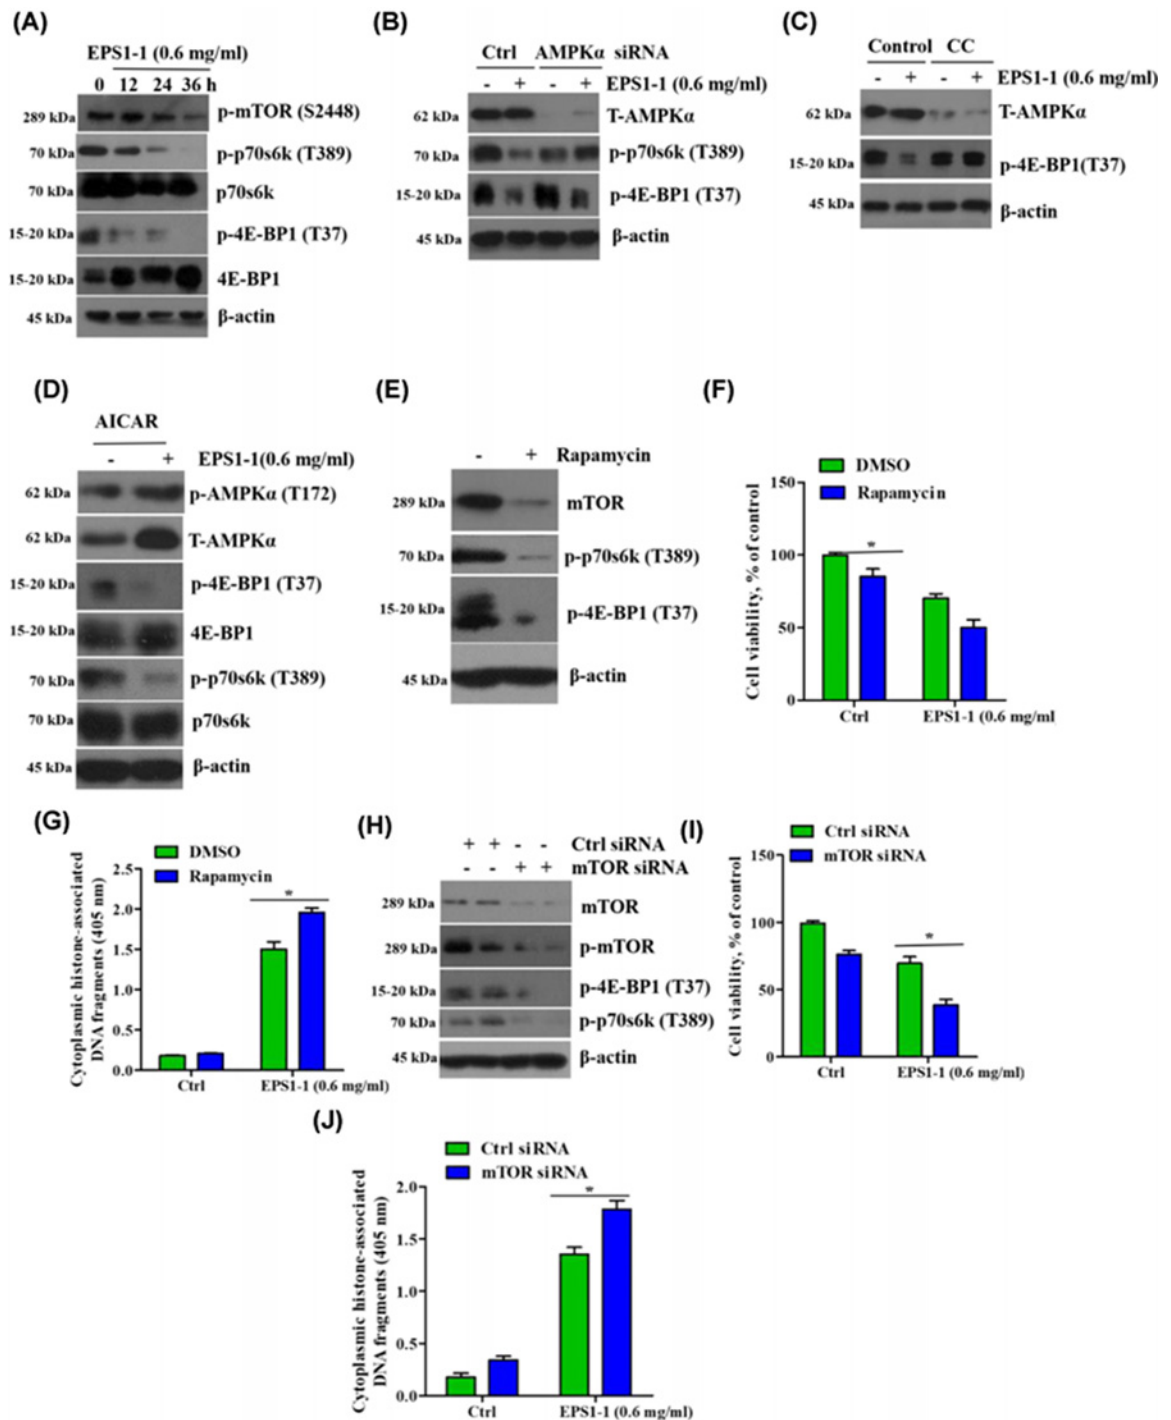 (A)
EPS1-1 (0.6 mg/ml)
0 12 24 36 h
289 kDa p-mTOR (S2448)
70 kDa p-p70s6k (T389)
70 kDa p70s6k
15-20 kDa p-4E-BP1 (T37)
15-20 kDa 4E-BP1
45 kDa β-actin
(B)
Ctrl AMPKα siRNA
- + - + EPS1-1 (0.6 mg/ml)
62 kDa T-AMPKα
70 kDa p-p70s6k (T389)
15-20 kDa p-4E-BP1 (T37)
45 kDa β-actin
(C)
Control CC
- + - + EPS1-1 (0.6 mg/ml)
62 kDa T-AMPKα
15-20 kDa p-4E-BP1(T37)
45 kDa β-actin
(D)
AICAR
- + EPS1-1(0.6 mg/ml)
62 kDa p-AMPKα (T172)
62 kDa T-AMPKα
15-20 kDa p-4E-BP1 (T37)
15-20 kDa 4E-BP1
70 kDa p-p70s6k (T389)
70 kDa p70s6k
45 kDa β-actin
(E)
- + Rapamycin
289 kDa mTOR
70 kDa p-p70s6k (T389)
15-20 kDa p-4E-BP1 (T37)
45 kDa β-actin
(F)
DMSO
Rapamycin
Cell viability, % of control
150
100
50
0
*
Ctrl EPS1-1 (0.6 mg/ml
(G)
DMSO
Rapamycin
Cytoplasmic histone-associated
DNA fragments (405 nm)
2.5
2.0
1.5
1.0
0.5
0.0
*
Ctrl EPS1-1 (0.6 mg/ml)
(H)
+ + - - Ctrl siRNA
- - + + mTOR siRNA
289 kDa mTOR
289 kDa p-mTOR
15-20 kDa p-4E-BP1 (T37)
70 kDa p-p70s6k (T389)
45 kDa β-actin
(I)
Ctrl siRNA
mTOR siRNA
Cell viability, % of control
150
100
50
0
*
Ctrl EPS1-1 (0.6 mg/ml)
(J)
Ctrl siRNA
mTOR siRNA
Cytoplasmic histone-associated
DNA fragments (405 nm)
2.0
1.5
1.0
0.5
0.0
*
Ctrl EPS1-1 (0.6 mg/ml)